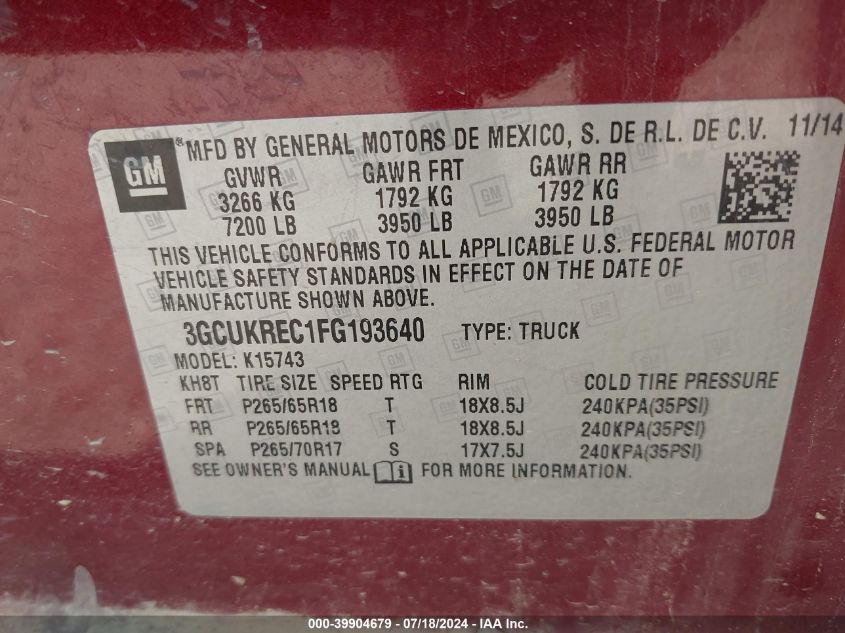 GM ® MFD BY GENERAL MOTORS DE MEXICO, S. DE R.L. DE C.V. 11/14
GVWR GAWR FRT GAWR RR
3266 KG 1792 KG 1792 KG
7200 LB 3950 LB 3950 LB
THIS VEHICLE CONFORMS TO ALL APPLICABLE U.S. FEDERAL MOTOR
VEHICLE SAFETY STANDARDS IN EFFECT ON THE DATE OF
MANUFACTURE SHOWN ABOVE.
3GCUKREC1FG193640 TYPE: TRUCK
MODEL: K15743
KH8T TIRE SIZE SPEED RTG RIM COLD TIRE PRESSURE
FRT P265/65R18 T 18X8.5J 240KPA(35PSI)
RR P265/65R18 T 18X8.5J 240KPA(35PSI)
SPA P265/70R17 S 17X7.5J 240KPA(35PSI)
SEE OWNER'S MANUAL FOR MORE INFORMATION.
000-39904679 - 07/18/2024 - IAA Inc.